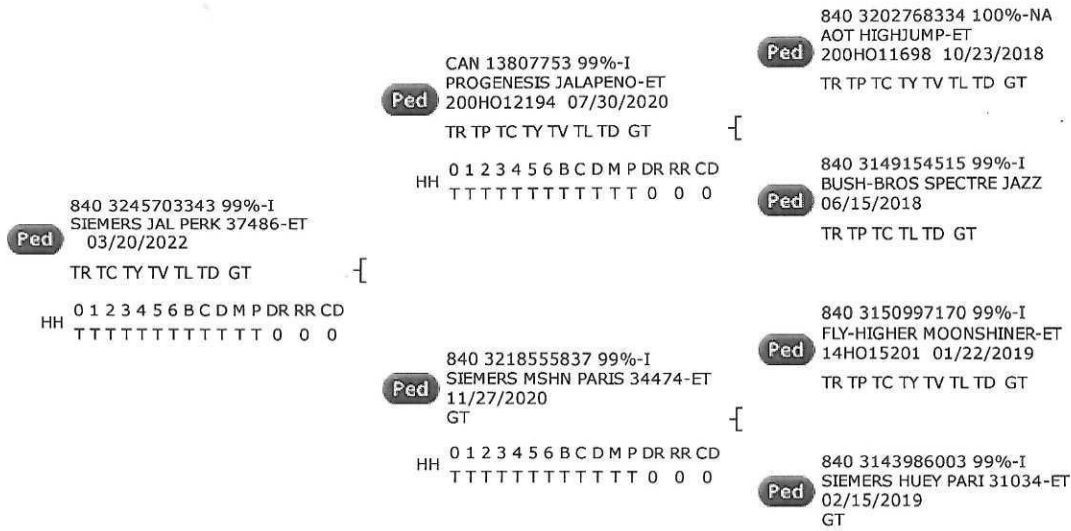 Ped
840 3245703343 99%-I
SIEMERS JAL PERK 37486-ET
03/20/2022
TR TC TY TV TL TD GT
HH
0 1 2 3 4 5 6 B C D M P DR RR CD
T T T T T T T T T T T T 0 0 0
Ped
CAN 13807753 99%-I
PROGENESIS JALAPENO-ET
200HO12194 07/30/2020
TR TP TC TY TV TL TD GT
HH
0 1 2 3 4 5 6 B C D M P DR RR CD
T T T T T T T T T T T T 0 0 0
Ped
840 3218555837 99%-I
SIEMERS MSHN PARIS 34474-ET
11/27/2020
GT
HH
0 1 2 3 4 5 6 B C D M P DR RR CD
T T T T T T T T T T T T 0 0 0
Ped
840 3202768334 100%-NA
AOT HIGHJUMP-ET
200HO11698 10/23/2018
TR TP TC TY TV TL TD GT
Ped
840 3149154515 99%-I
BUSH-BROS SPECTRE JAZZ
06/15/2018
TR TP TC TL TD GT
Ped
840 3150997170 99%-I
FLY-HIGHER MOONSHINER-ET
14HO15201 01/22/2019
TR TP TC TY TV TL TD GT
Ped
840 3143986003 99%-I
SIEMERS HUEY PARI 31034-ET
02/15/2019
GT